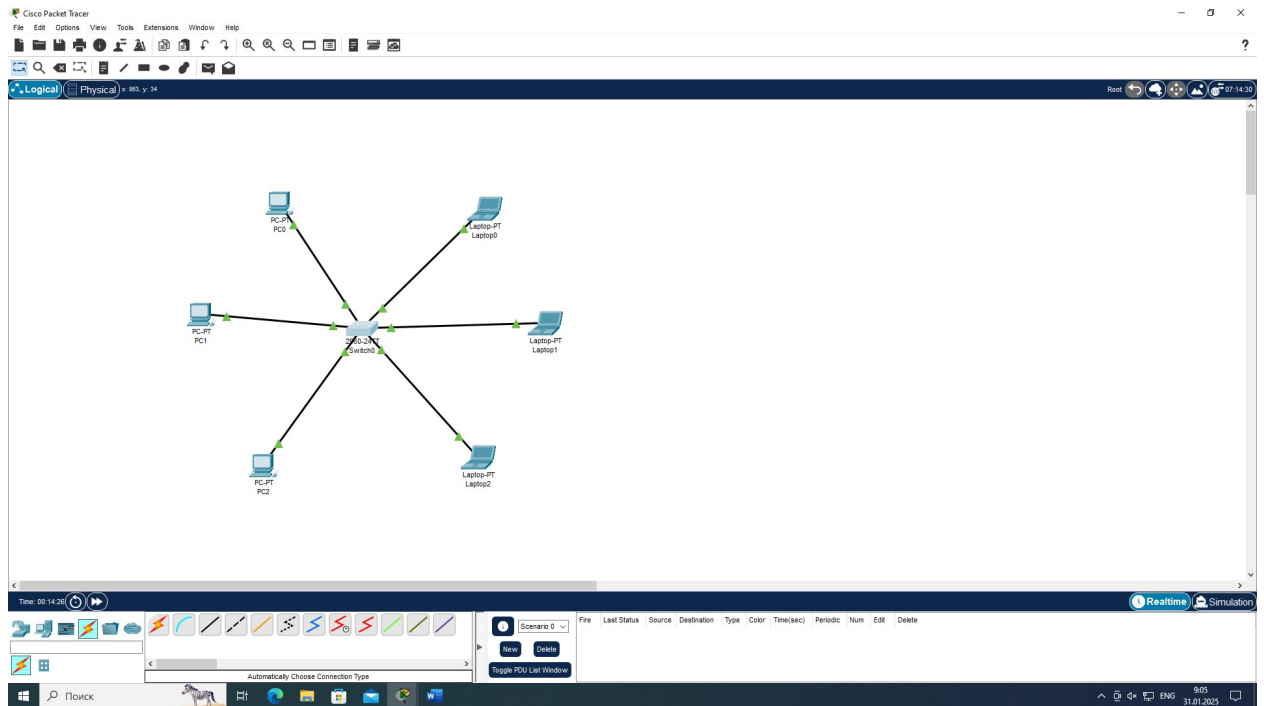 Cisco Packet Tracer
File Edit Options View Tools Extensions Window Help
?
Logical Physical x: 863, y: 34
Root 07:14:30
PC-PT
PC0
Laptop-PT
Laptop0
PC-PT
PC1
2960-24TT
Switch0
Laptop-PT
Laptop1
PC-PT
PC2
Laptop-PT
Laptop2
Time: 00:14:26
Realtime Simulation
Scenario 0
New Delete
Toggle PDU List Window
Fire Last Status Source Destination Type Color Time(sec) Periodic Num Edit Delete
Automatically Choose Connection Type
Поиск
ENG
9:05
31.01.2025